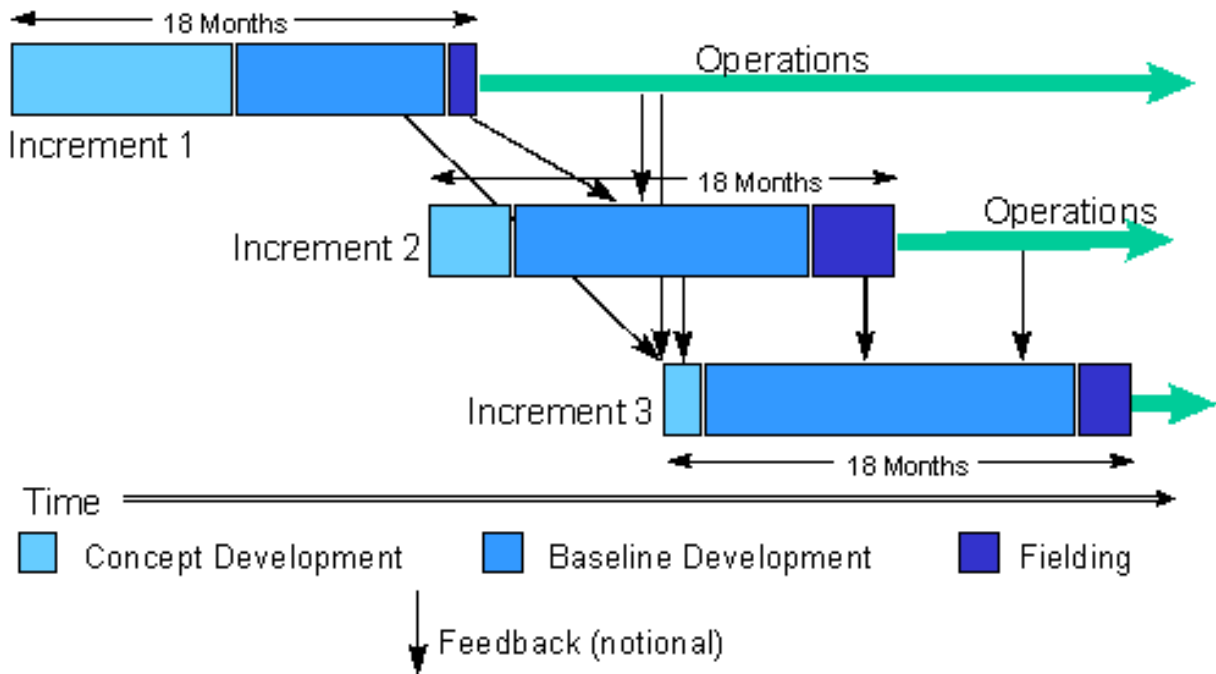 18 Months
Operations
Increment 1
18 Months
Operations
Increment 2
Increment 3
18 Months
Time
Concept Development
Baseline Development
Fielding
Feedback (notional)